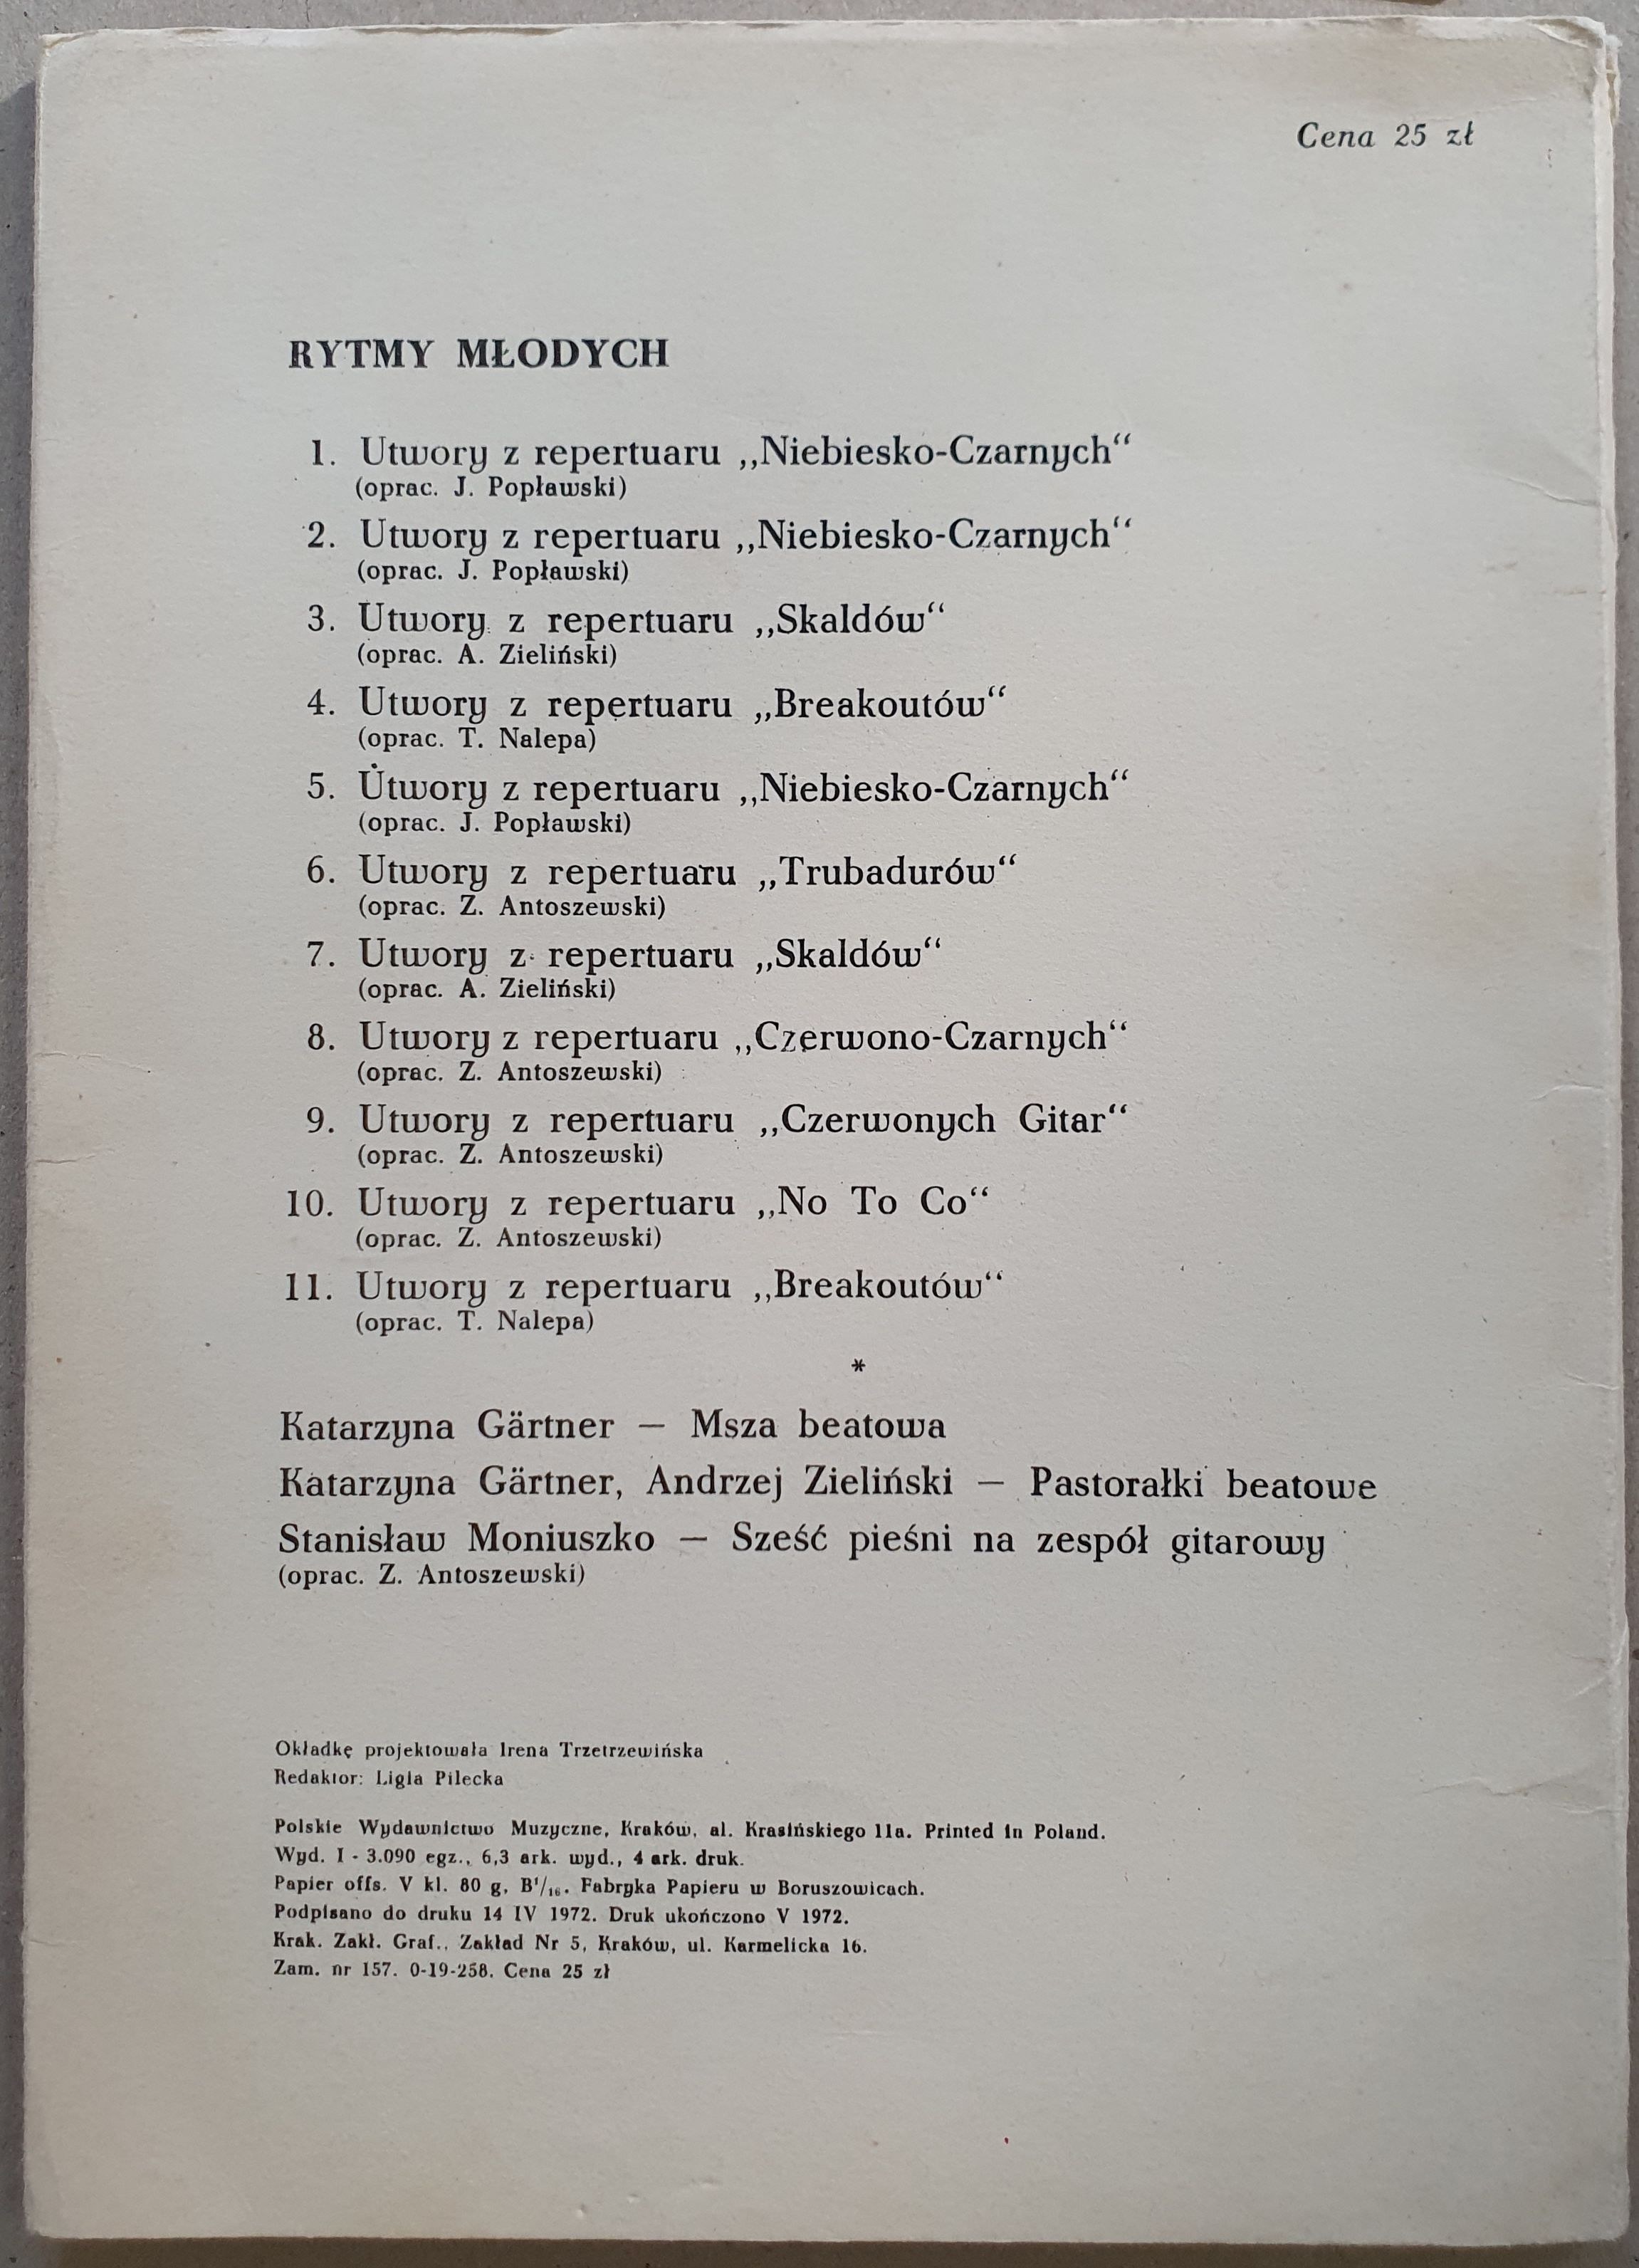 Cena 25 zł
RYTMY MŁODYCH
1. Utwory z repertuaru „Niebiesko-Czarnych“
(oprac. J. Popławski)
2. Utwory z repertuaru „Niebiesko-Czarnych“
(oprac. J. Popławski)
3. Utwory z repertuaru „Skaldów“
(oprac. A. Zieliński)
4. Utwory z repertuaru „Breakoutów“
(oprac. T. Nalepa)
5. Utwory z repertuaru „Niebiesko-Czarnych“
(oprac. J. Popławski)
6. Utwory z repertuaru „Trubadurów“
(oprac. Z. Antoszewski)
7. Utwory z repertuaru „Skaldów“
(oprac. A. Zieliński)
8. Utwory z repertuaru „Czerwono-Czarnych“
(oprac. Z. Antoszewski)
9. Utwory z repertuaru „Czerwonych Gitar“
(oprac. Z. Antoszewski)
10. Utwory z repertuaru „No To Co“
(oprac. Z. Antoszewski)
11. Utwory z repertuaru „Breakoutów“
(oprac. T. Nalepa)
*
Katarzyna Gärtner — Msza beatowa
Katarzyna Gärtner, Andrzej Zieliński — Pastorałki beatowe
Stanisław Moniuszko — Sześć pieśni na zespół gitarowy
(oprac. Z. Antoszewski)
Okładkę projektowała Irena Trzetrzewińska
Redaktor: Ligia Pilecka
Polskie Wydawnictwo Muzyczne, Kraków, al. Krasińskiego 11a. Printed in Poland.
Wyd. I - 3.090 egz., 6,3 ark. wyd., 4 ark. druk.
Papier offs. V kl. 80 g, B¹/₁₆. Fabryka Papieru w Boruszowicach.
Podpisano do druku 14 IV 1972. Druk ukończono V 1972.
Krak. Zakł. Graf., Zakład Nr 5, Kraków, ul. Karmelicka 16.
Zam. nr 157. 0-19-258. Cena 25 zł